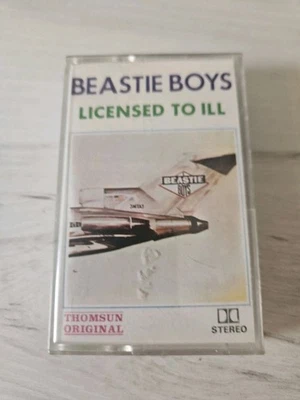 BEASTIE BOYS
LICENSED TO ILL
BEASTIE
BOYS
THOMSUN
ORIGINAL
STEREO